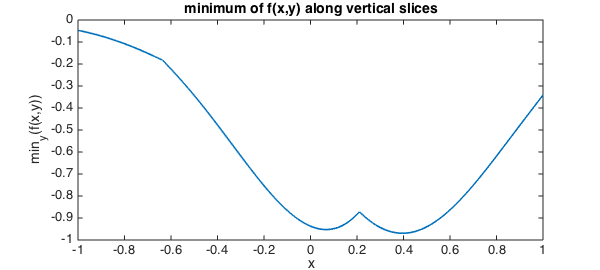 minimum of f(x,y) along vertical slices
0
-0.1
-0.2
-0.3
-0.4
-0.5
-0.6
-0.7
-0.8
-0.9
-1
min_y(f(x,y))
-1 -0.8 -0.6 -0.4 -0.2 0 0.2 0.4 0.6 0.8 1
x